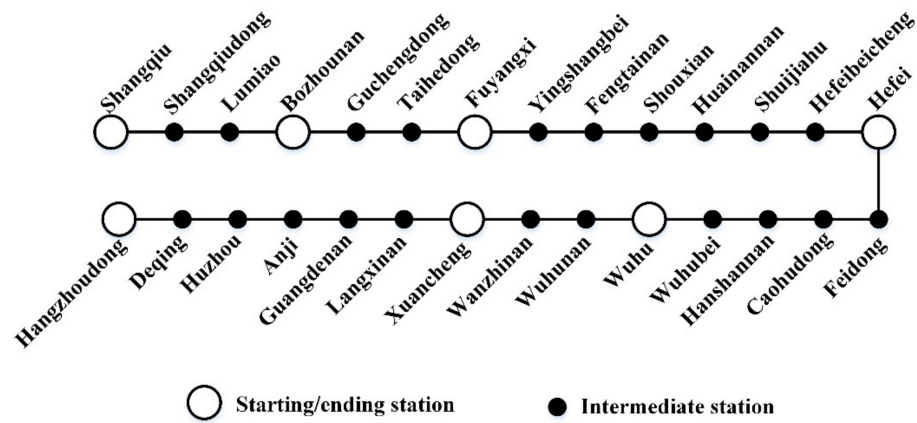 Shangqiu
Shangqiudong
Lumiao
Bozhounan
Guchengdong
Taihedong
Fuyangxi
Yingshangbei
Fengtainan
Shouxian
Huainannan
Shuijiahu
Hefeibeicheng
Hefei
Hangzhoudong
Deqing
Huzhou
Anji
Guangdenan
Langxinan
Xuancheng
Wanzhinan
Wuhunan
Wuhu
Wuhubei
Hanshannan
Caohudong
Feidong
Starting/ending station
Intermediate station